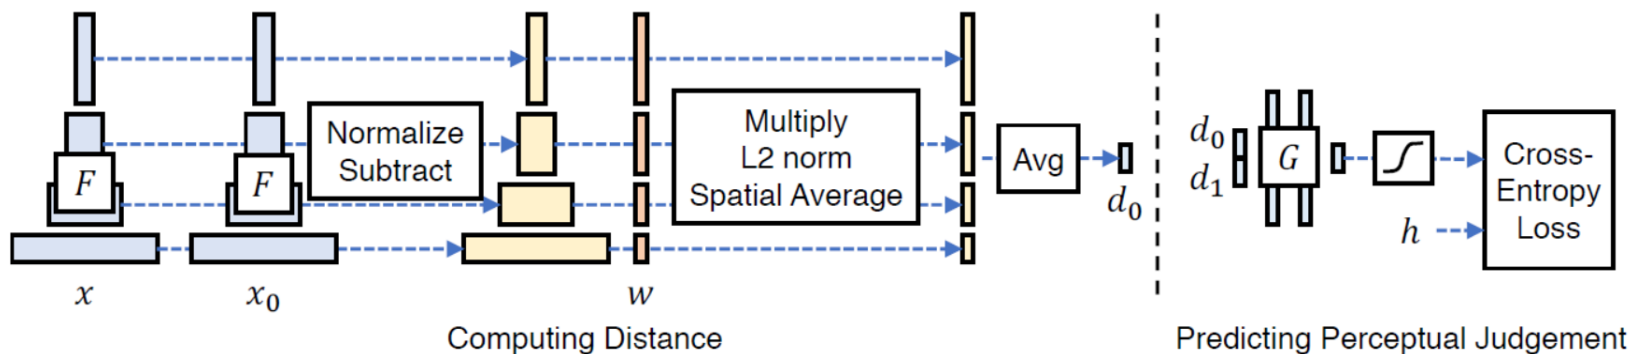 F
F
Normalize
Subtract
Multiply
L2 norm
Spatial Average
Avg
d₀
x
x₀
w
Computing Distance
d₀
d₁
G
h
Cross-
Entropy
Loss
Predicting Perceptual Judgement